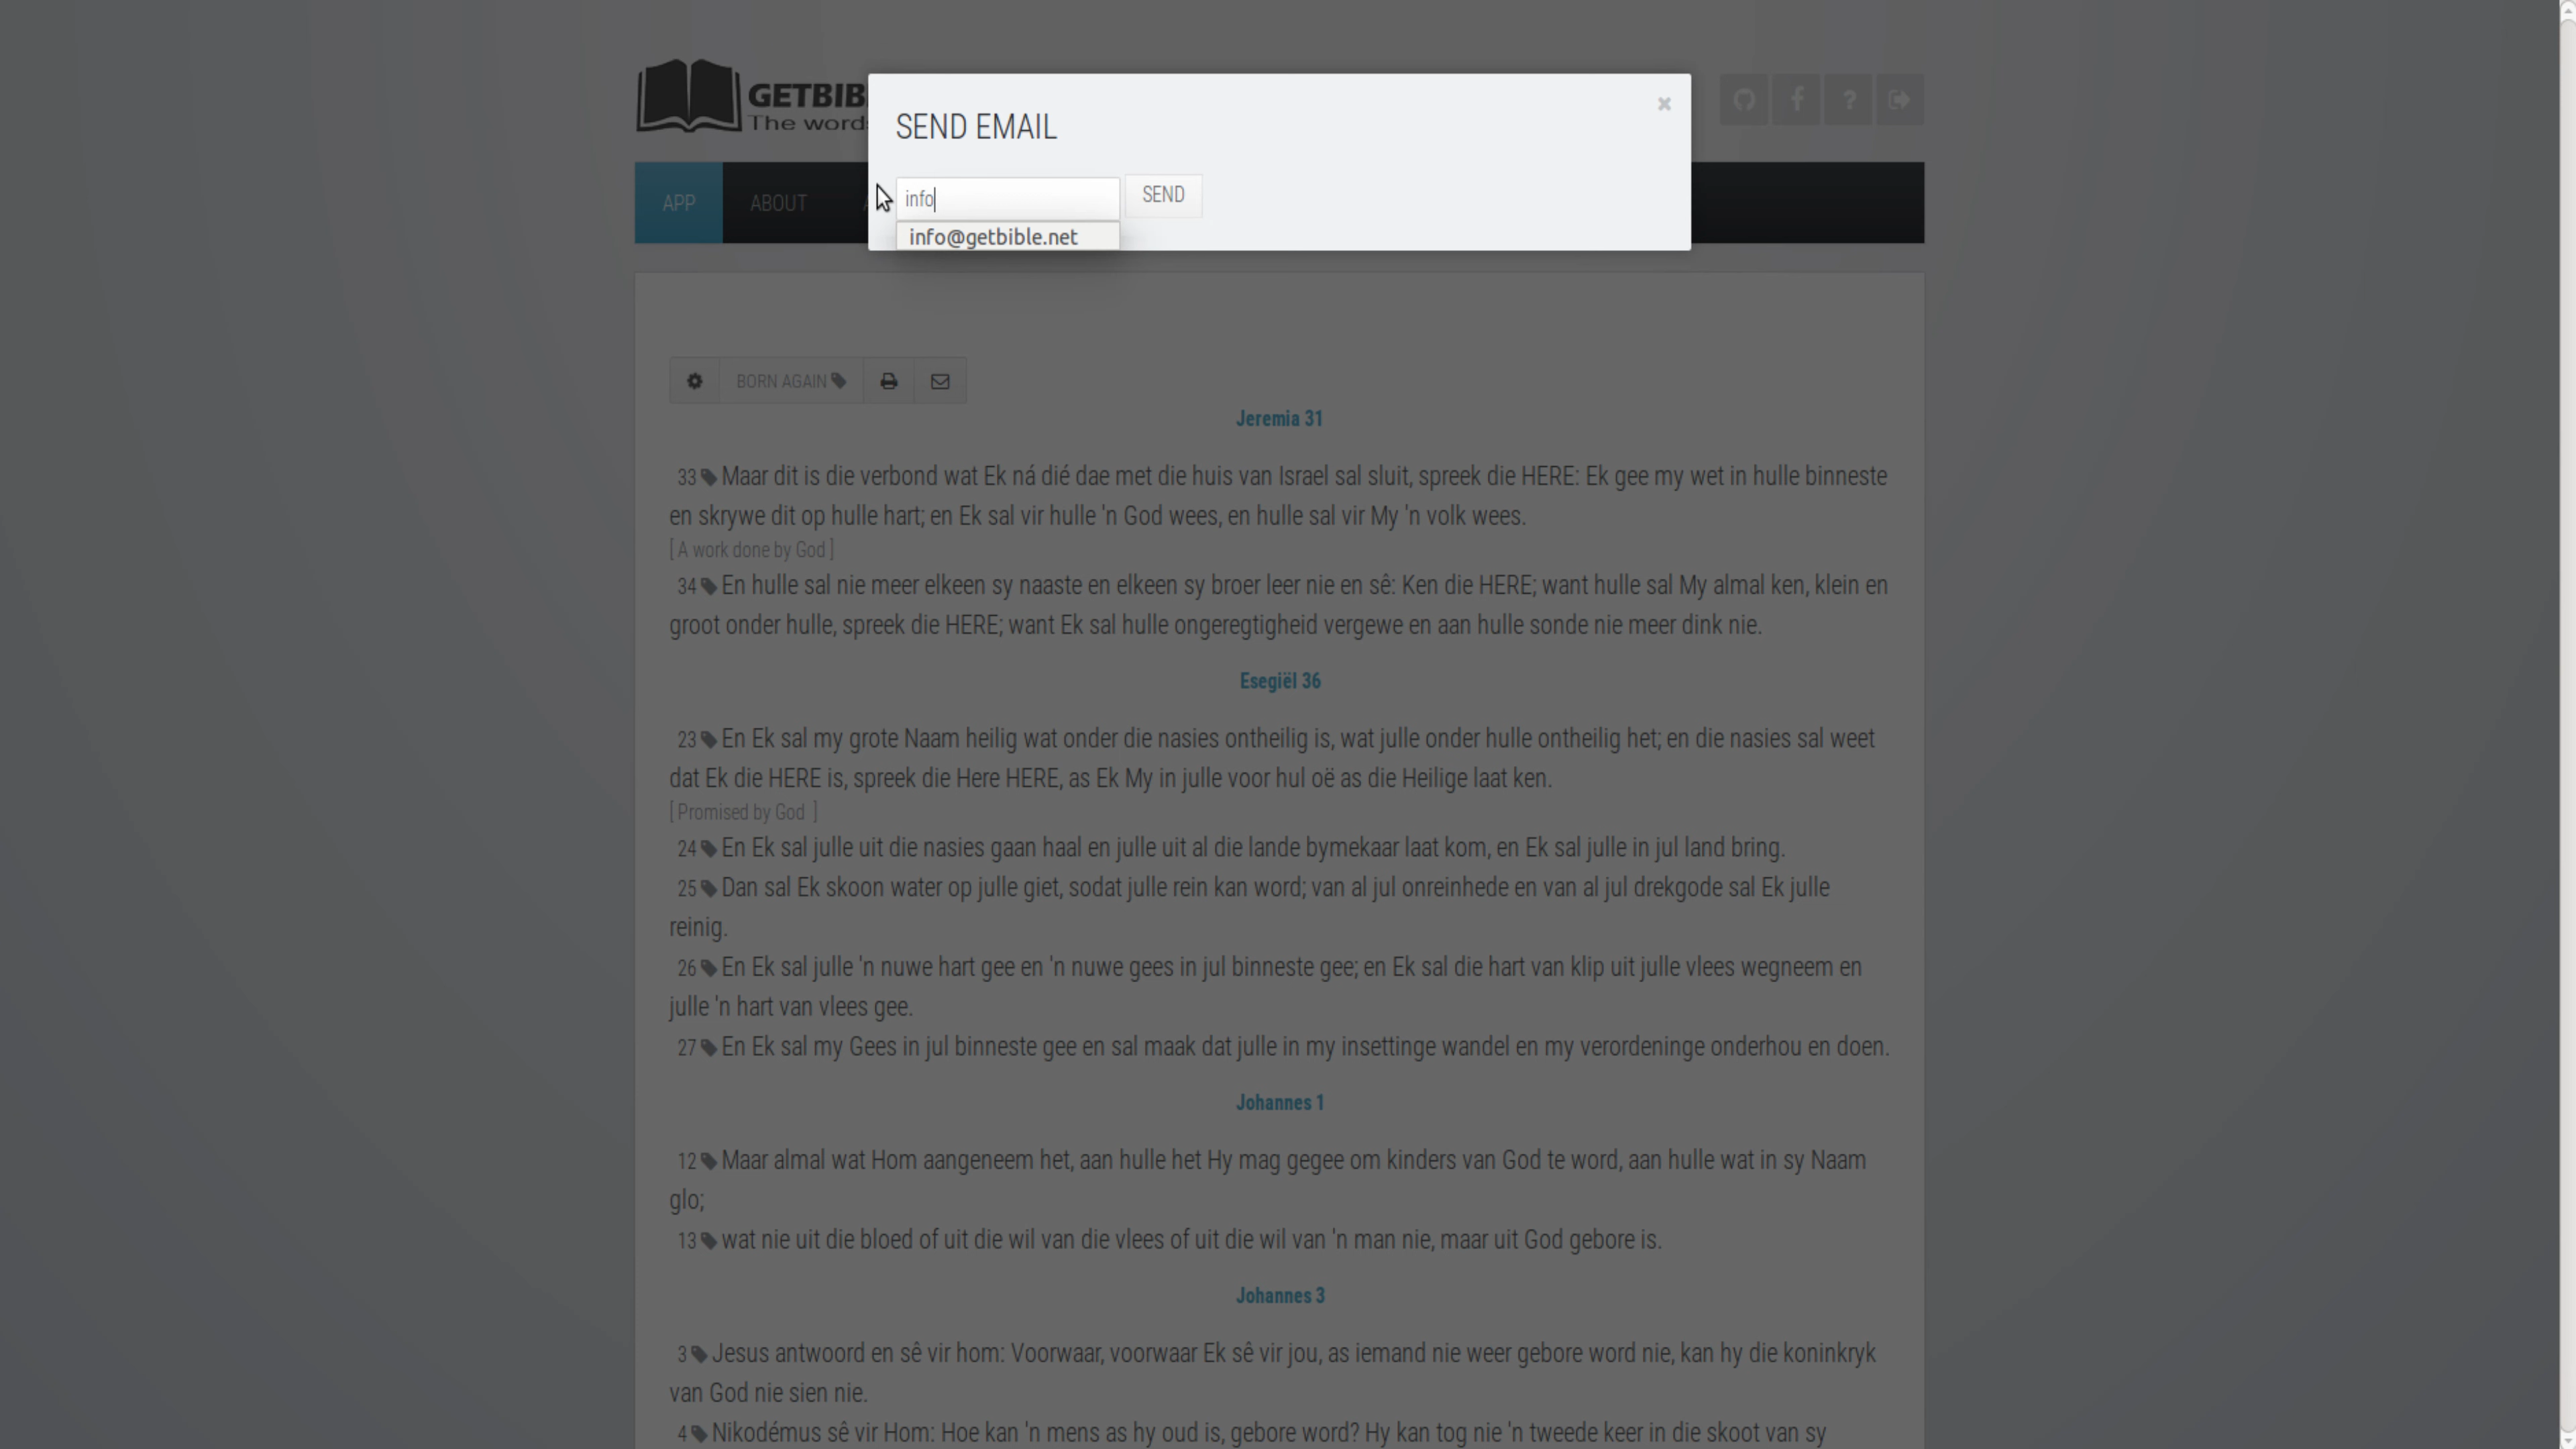 GETBIB
The word
SEND EMAIL
info
SEND
info@getbible.net
APP
ABOUT
BORN AGAIN
Jeremia 31
33 Maar dit is die verbond wat Ek ná dié dae met die huis van Israel sal sluit, spreek die HERE: Ek gee my wet in hulle binneste
en skrywe dit op hulle hart; en Ek sal vir hulle 'n God wees, en hulle sal vir My 'n volk wees.
[ A work done by God ]
34 En hulle sal nie meer elkeen sy naaste en elkeen sy broer leer nie en sê: Ken die HERE; want hulle sal My almal ken, klein en
groot onder hulle, spreek die HERE; want Ek sal hulle ongeregtigheid vergewe en aan hulle sonde nie meer dink nie.
Esegiël 36
23 En Ek sal my grote Naam heilig wat onder die nasies ontheilig is, wat julle onder hulle ontheilig het; en die nasies sal weet
dat Ek die HERE is, spreek die Here HERE, as Ek My in julle voor hul oë as die Heilige laat ken.
[ Promised by God ]
24 En Ek sal julle uit die nasies gaan haal en julle uit al die lande bymekaar laat kom, en Ek sal julle in jul land bring.
25 Dan sal Ek skoon water op julle giet, sodat julle rein kan word; van al jul onreinhede en van al jul drekgode sal Ek julle
reinig.
26 En Ek sal julle 'n nuwe hart gee en 'n nuwe gees in jul binneste gee; en Ek sal die hart van klip uit julle vlees wegneem en
julle 'n hart van vlees gee.
27 En Ek sal my Gees in jul binneste gee en sal maak dat julle in my insettinge wandel en my verordeninge onderhou en doen.
Johannes 1
12 Maar almal wat Hom aangeneem het, aan hulle het Hy mag gegee om kinders van God te word, aan hulle wat in sy Naam
glo;
13 wat nie uit die bloed of uit die wil van die vlees of uit die wil van 'n man nie, maar uit God gebore is.
Johannes 3
3 Jesus antwoord en sê vir hom: Voorwaar, voorwaar Ek sê vir jou, as iemand nie weer gebore word nie, kan hy die koninkryk
van God nie sien nie.
4 Nikodémus sê vir Hom: Hoe kan 'n mens as hy oud is, gebore word? Hy kan tog nie 'n tweede keer in die skoot van sy